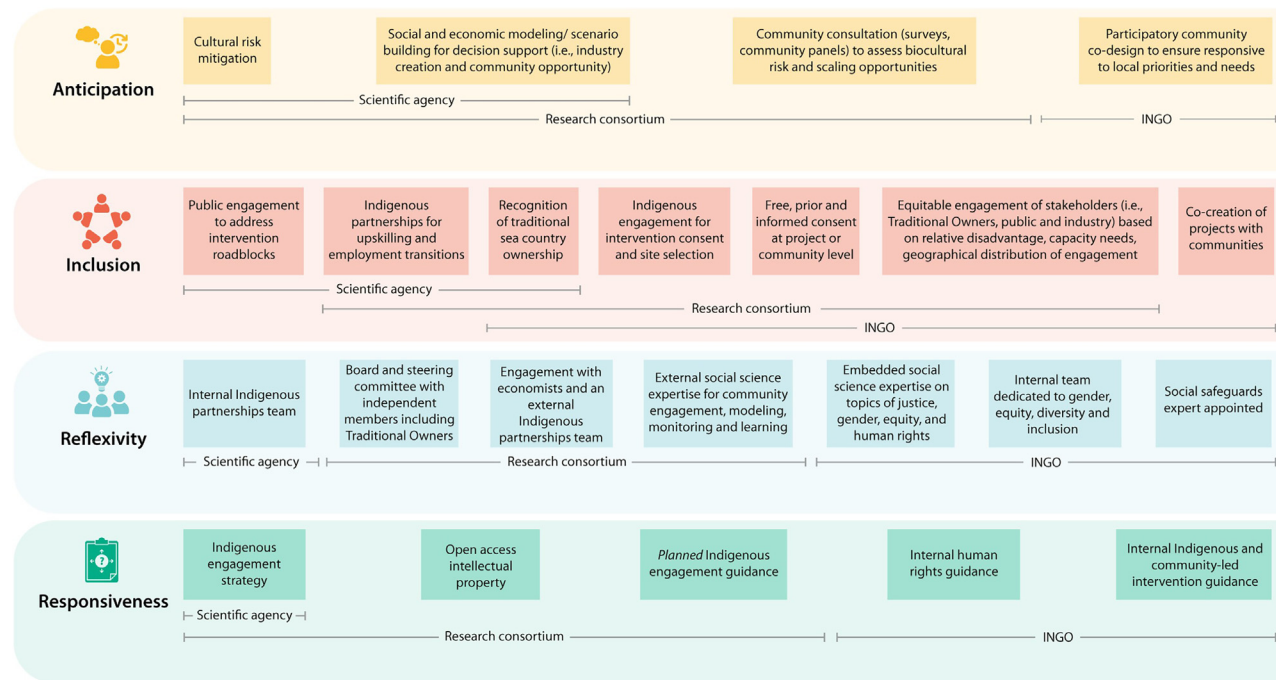 Anticipation
Cultural risk
mitigation
Social and economic modeling/ scenario
building for decision support (i.e., industry
creation and community opportunity)
Community consultation (surveys,
community panels) to assess biocultural
risk and scaling opportunities
Participatory community
co-design to ensure responsive
to local priorities and needs
Scientific agency
Research consortium
INGO
Inclusion
Public engagement
to address
intervention
roadblocks
Indigenous
partnerships for
upskilling and
employment transitions
Recognition
of traditional
sea country
ownership
Indigenous
engagement for
intervention consent
and site selection
Free, prior and
informed consent
at project or
community level
Equitable engagement of stakeholders (i.e.,
Traditional Owners, public and industry) based
on relative disadvantage, capacity needs,
geographical distribution of engagement
Co-creation of
projects with
communities
Scientific agency
Research consortium
INGO
Reflexivity
Internal Indigenous
partnerships team
Board and steering
committee with
independent
members including
Traditional Owners
Engagement with
economists and an
external
Indigenous
partnerships team
External social science
expertise for community
engagement, modeling,
monitoring and learning
Embedded social
science expertise on
topics of justice,
gender, equity, and
human rights
Internal team
dedicated to gender,
equity, diversity and
inclusion
Social safeguards
expert appointed
Scientific agency
Research consortium
INGO
Responsiveness
?
Indigenous
engagement
strategy
Open access
intellectual
property
Planned Indigenous
engagement guidance
Internal human
rights guidance
Internal Indigenous and
community-led
intervention guidance
Scientific agency
Research consortium
INGO